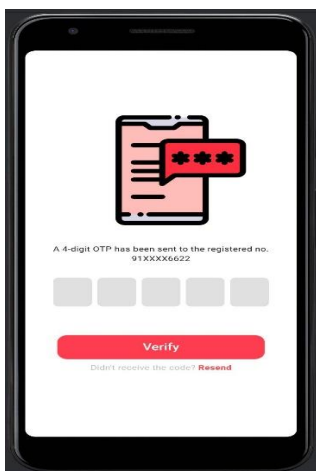 ***
A 4-digit OTP has been sent to the registered no.
91XXXX6622
Verify
Didn't receive the code? Resend